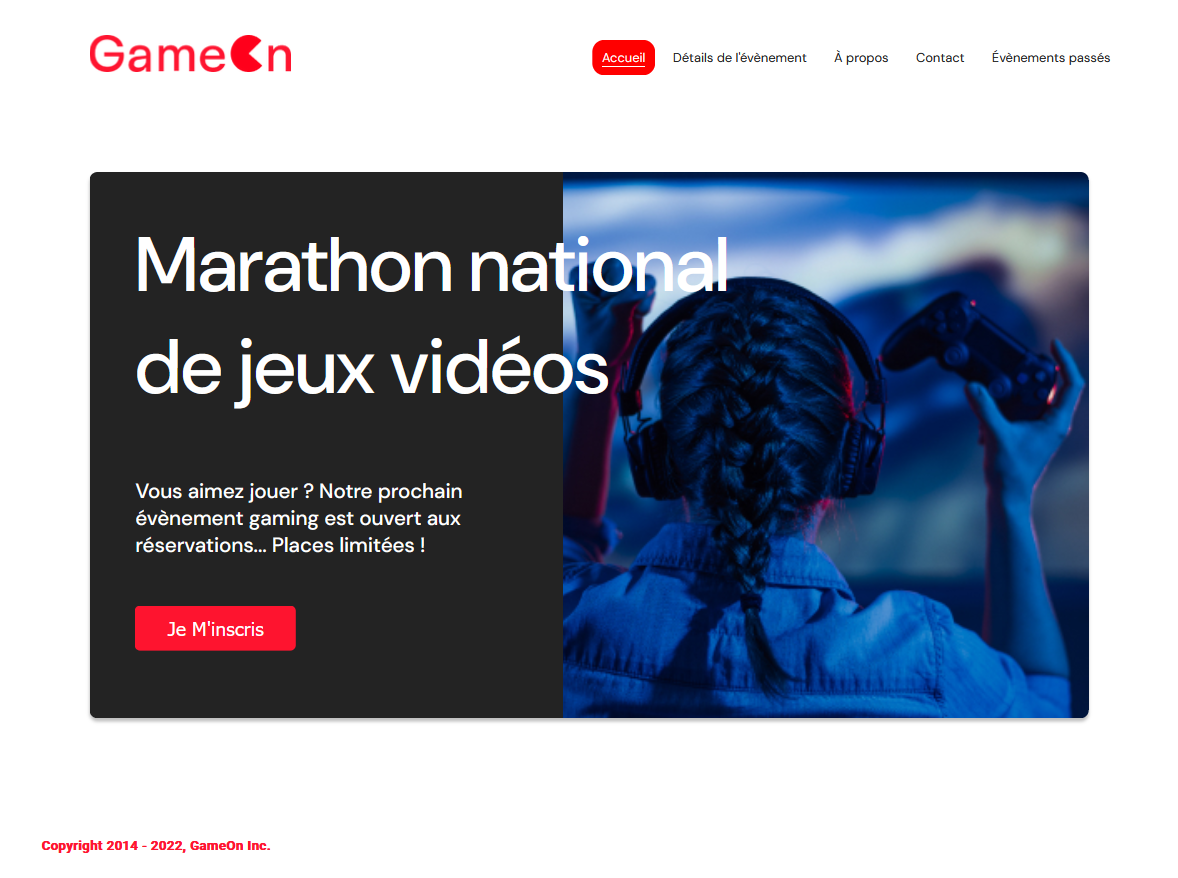 GameOn
Accueil Détails de l'évènement À propos Contact Évènements passés
Marathon national
de jeux vidéos
Vous aimez jouer ? Notre prochain
évènement gaming est ouvert aux
réservations... Places limitées !
Je M'inscris
Copyright 2014 - 2022, GameOn Inc.